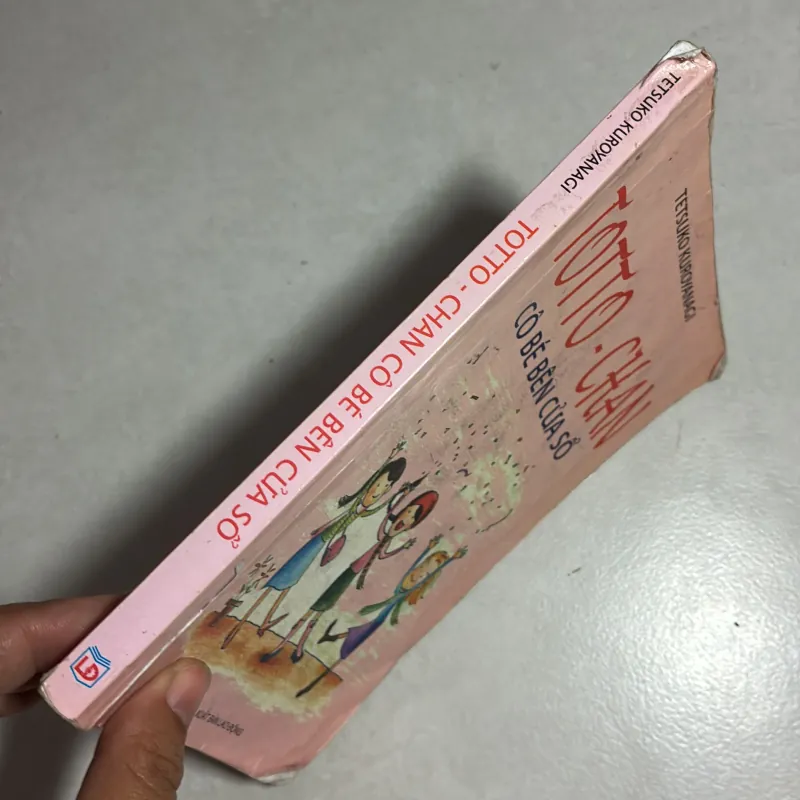 TETSUKO KUROYANAGI
TOTTO - CHAN CÔ BÉ BÊN CỬA SỔ
TETSUKO KUROYANAGI
TOTTO-CHAN
CÔ BÉ BÊN CỬA SỔ